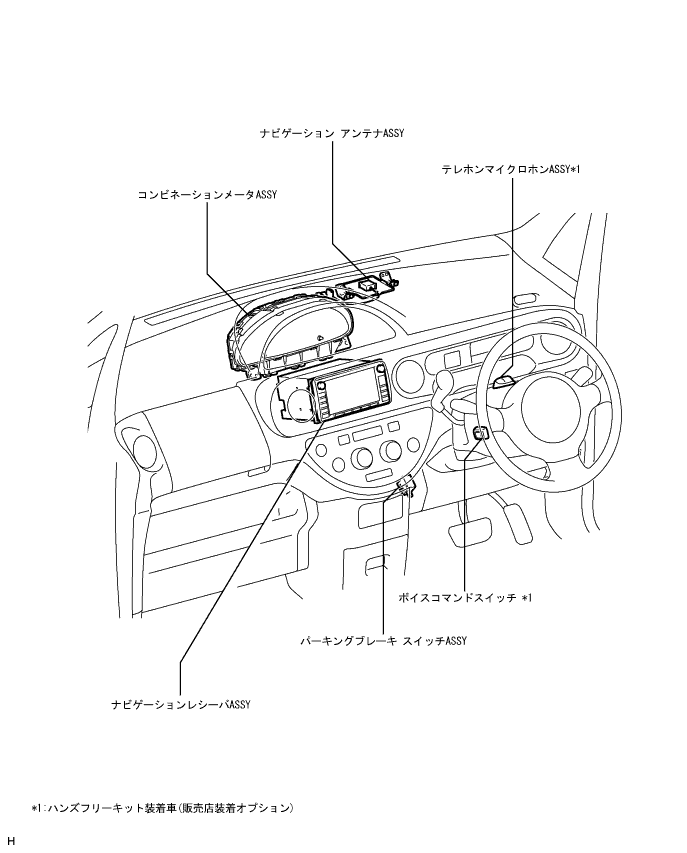 ナビゲーション アンテナASSY
テレホンマイクロホンASSY*1
コンビネーションメータASSY
ボイスコマンドスイッチ *1
パーキングブレーキ スイッチASSY
ナビゲーションレシーバASSY
*1:ハンズフリーキット装着車(販売店装着オプション)
H